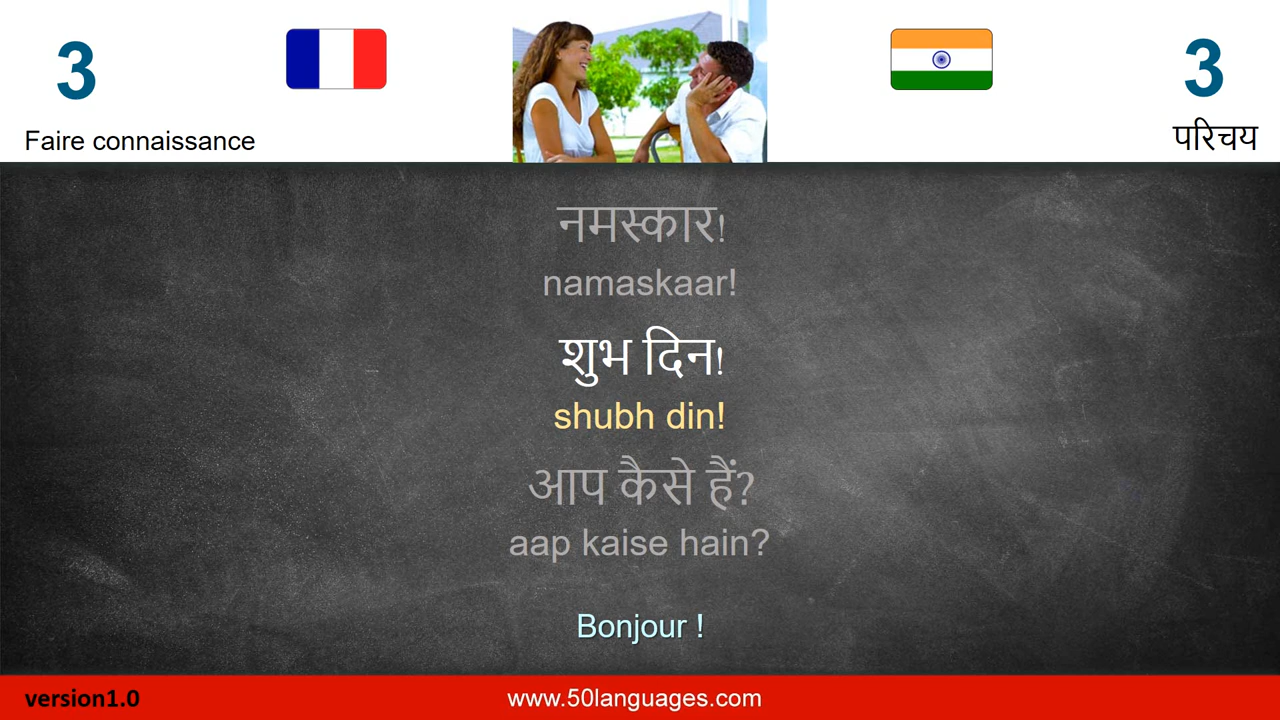 3
3
Faire connaissance
परिचय
नमस्कार!
namaskaar!
शुभ दिन!
shubh din!
आप कैसे हैं?
aap kaise hain?
Bonjour !
version1.0
www.50languages.com